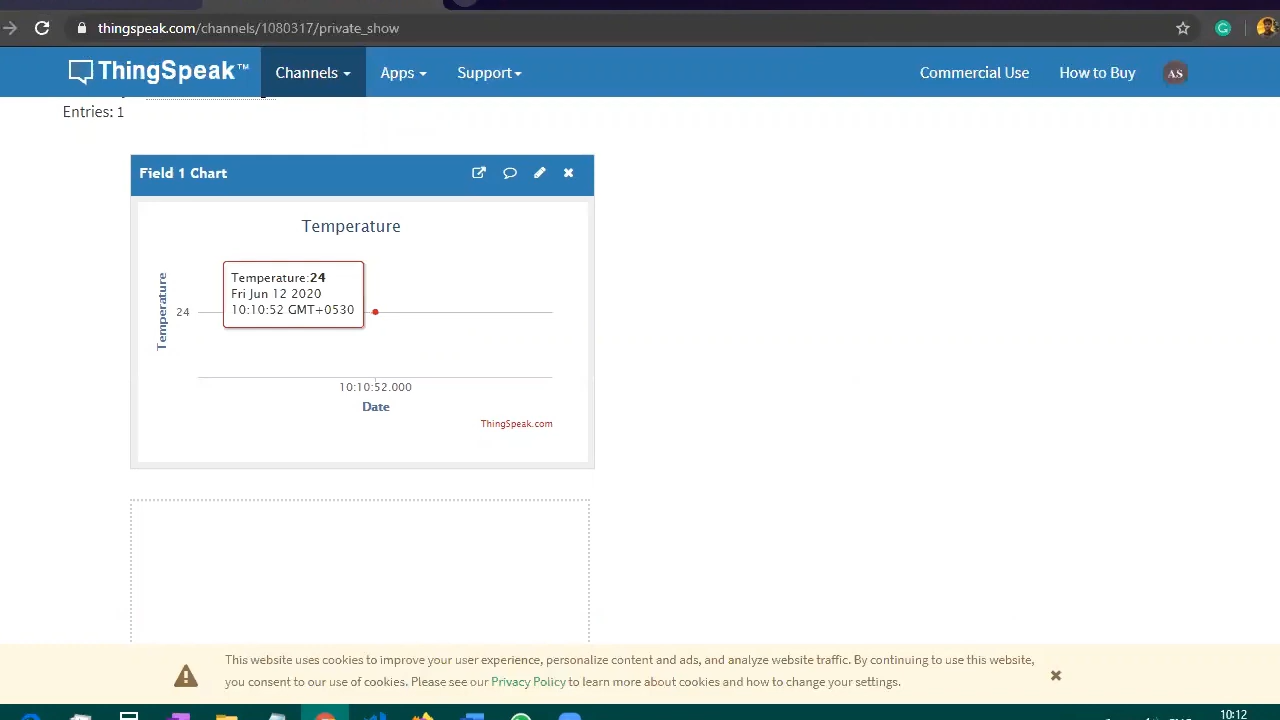 thingspeak.com/channels/1080317/private_show
ThingSpeak™ Channels Apps Support Commercial Use How to Buy AS
Entries: 1
Field 1 Chart
Temperature
Temperature:24
Fri Jun 12 2020
10:10:52 GMT+0530
Temperature
24
10:10:52.000
Date
ThingSpeak.com
This website uses cookies to improve your user experience, personalize content and ads, and analyze website traffic. By continuing to use this website,
you consent to our use of cookies. Please see our Privacy Policy to learn more about cookies and how to change your settings.
10:12